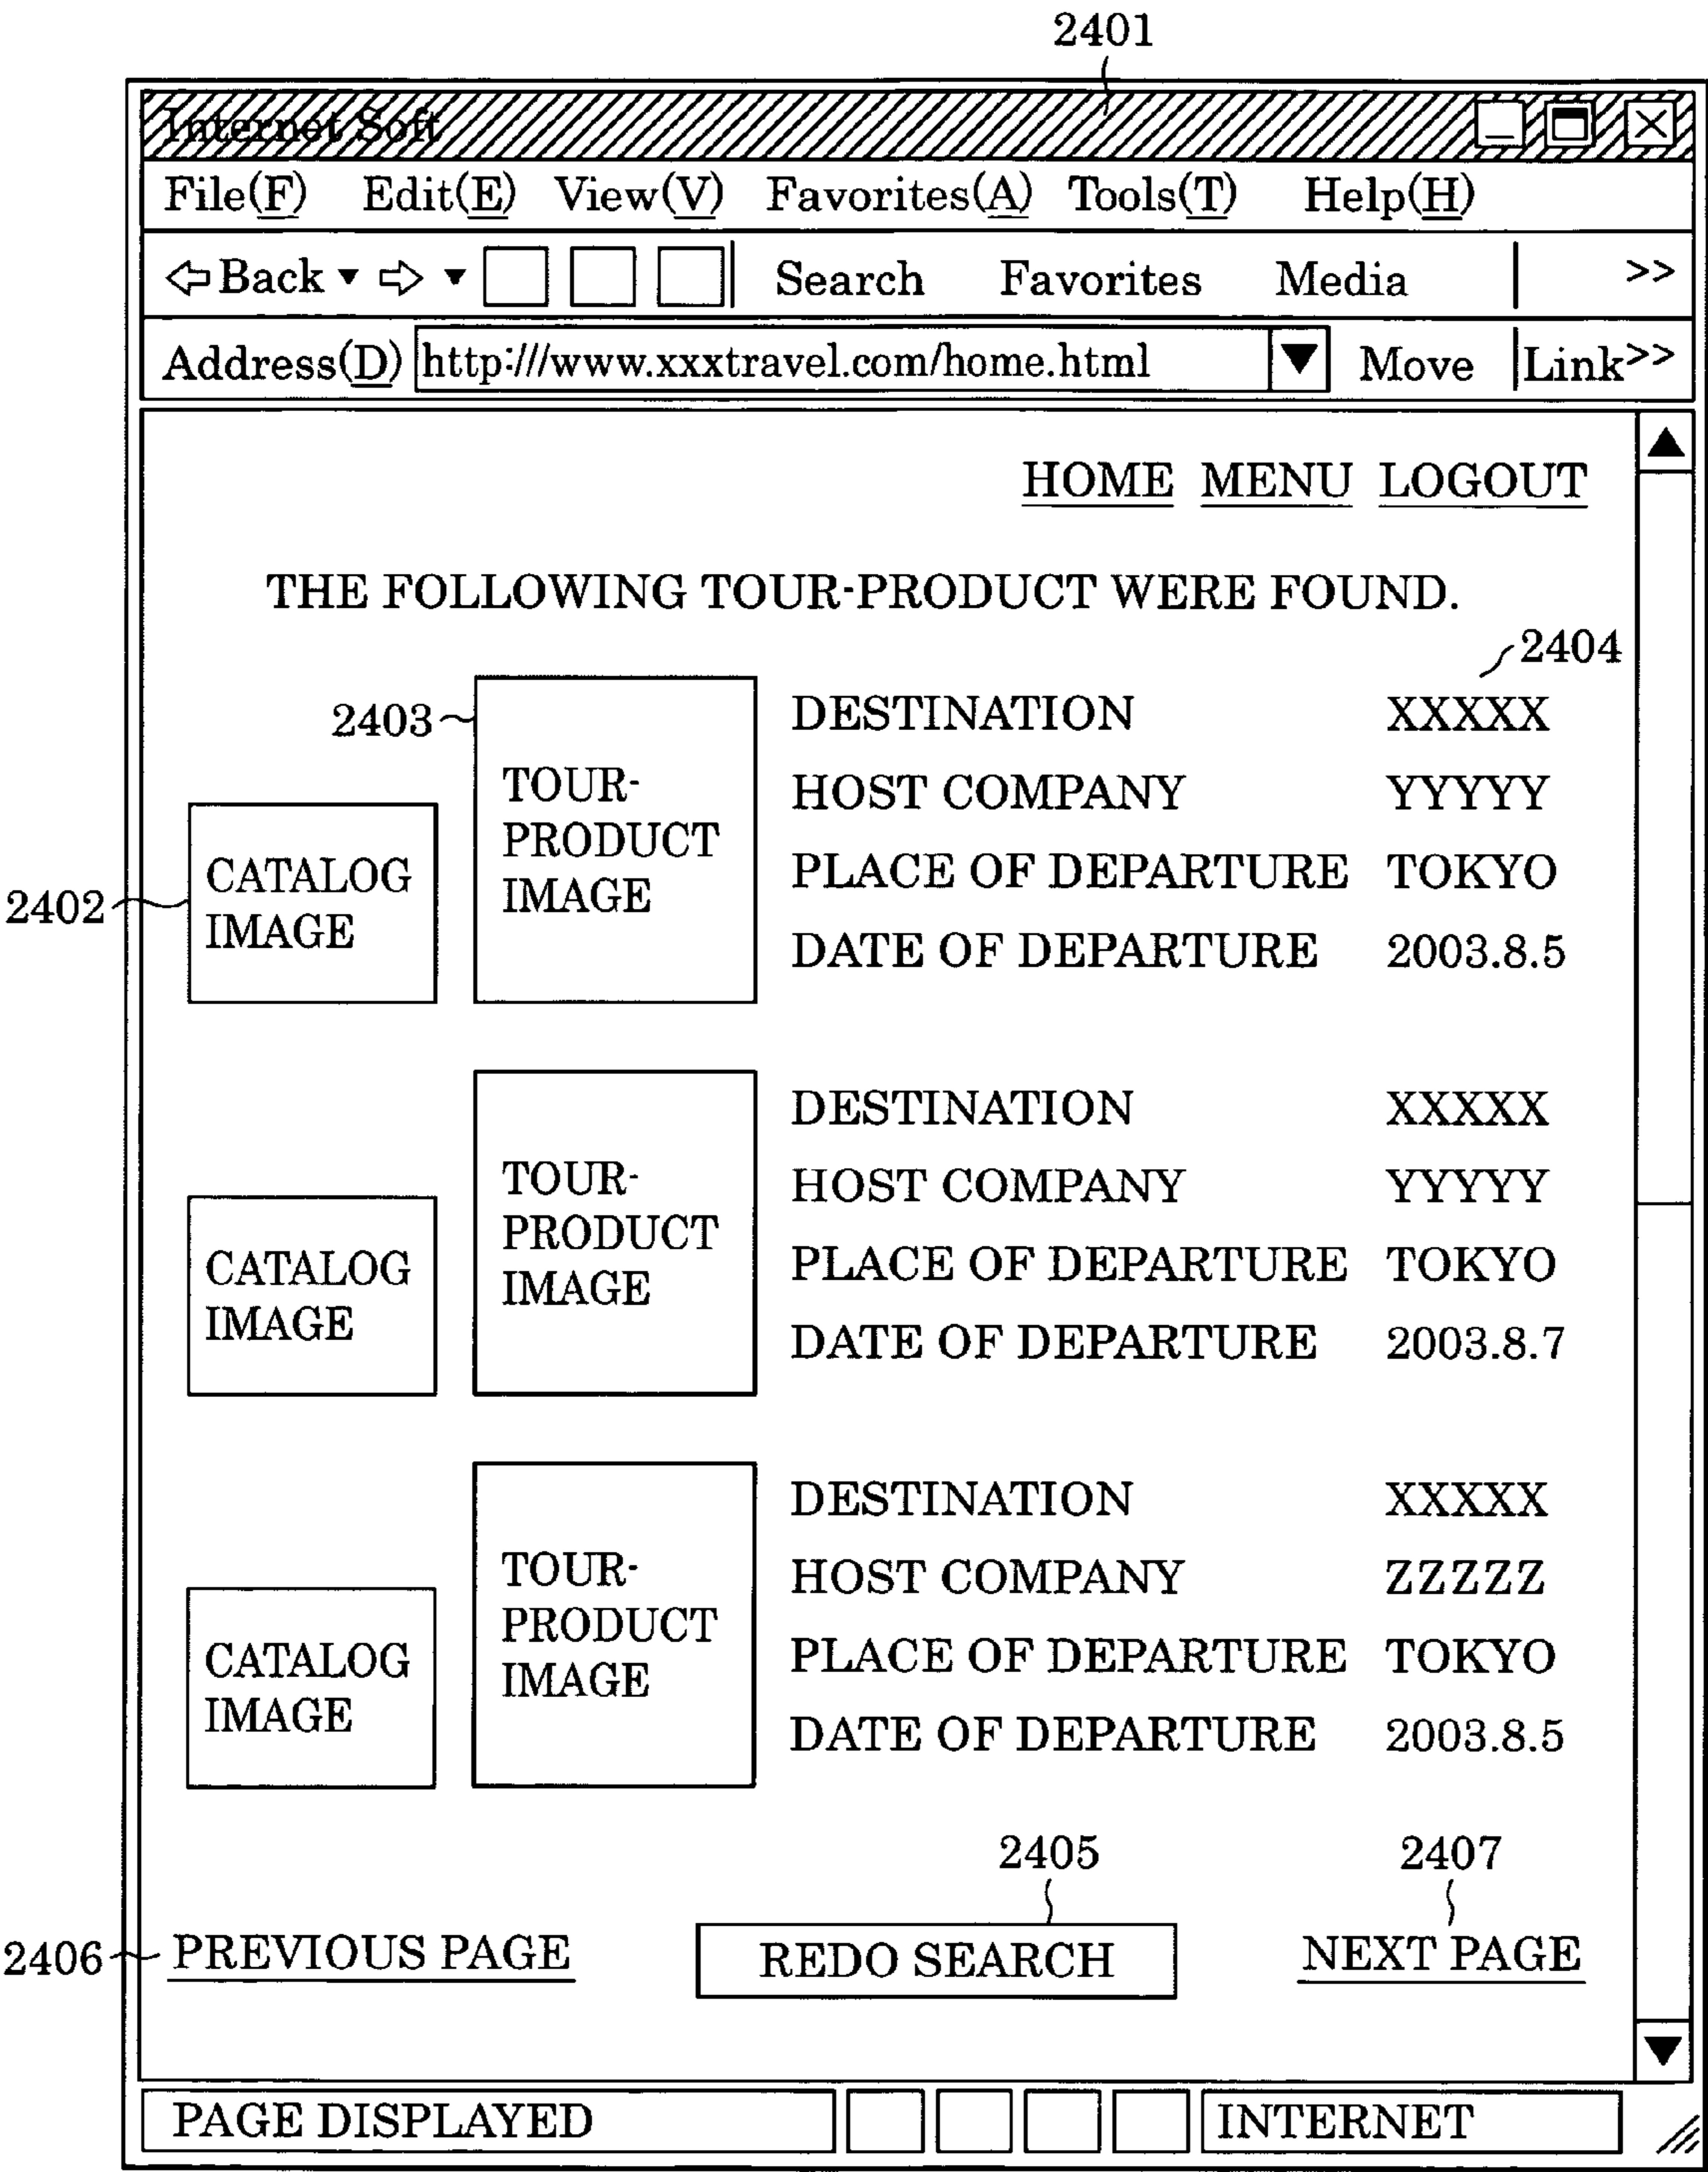 2401
Internet Soft
File(F) Edit(E) View(V) Favorites(A) Tools(T) Help(H)
Back Search Favorites Media >>
Address(D) http:///www.xxxtravel.com/home.html Move Link>>
HOME MENU LOGOUT
THE FOLLOWING TOUR-PRODUCT WERE FOUND.
2404
2403
2402
CATALOG
IMAGE
TOUR-
PRODUCT
IMAGE
DESTINATION XXXXX
HOST COMPANY YYYYY
PLACE OF DEPARTURE TOKYO
DATE OF DEPARTURE 2003.8.5
CATALOG
IMAGE
TOUR-
PRODUCT
IMAGE
DESTINATION XXXXX
HOST COMPANY YYYYY
PLACE OF DEPARTURE TOKYO
DATE OF DEPARTURE 2003.8.7
CATALOG
IMAGE
TOUR-
PRODUCT
IMAGE
DESTINATION XXXXX
HOST COMPANY ZZZZZ
PLACE OF DEPARTURE TOKYO
DATE OF DEPARTURE 2003.8.5
2405 2407
2406 PREVIOUS PAGE REDO SEARCH NEXT PAGE
PAGE DISPLAYED INTERNET